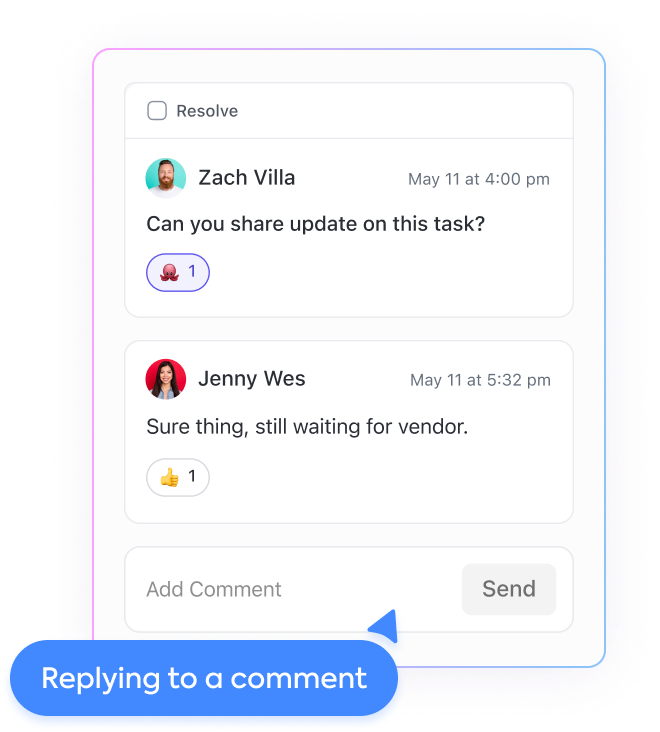 Resolve
Zach Villa
May 11 at 4:00 pm
Can you share update on this task?
1
Jenny Wes
May 11 at 5:32 pm
Sure thing, still waiting for vendor.
1
Add Comment
Send
Replying to a comment